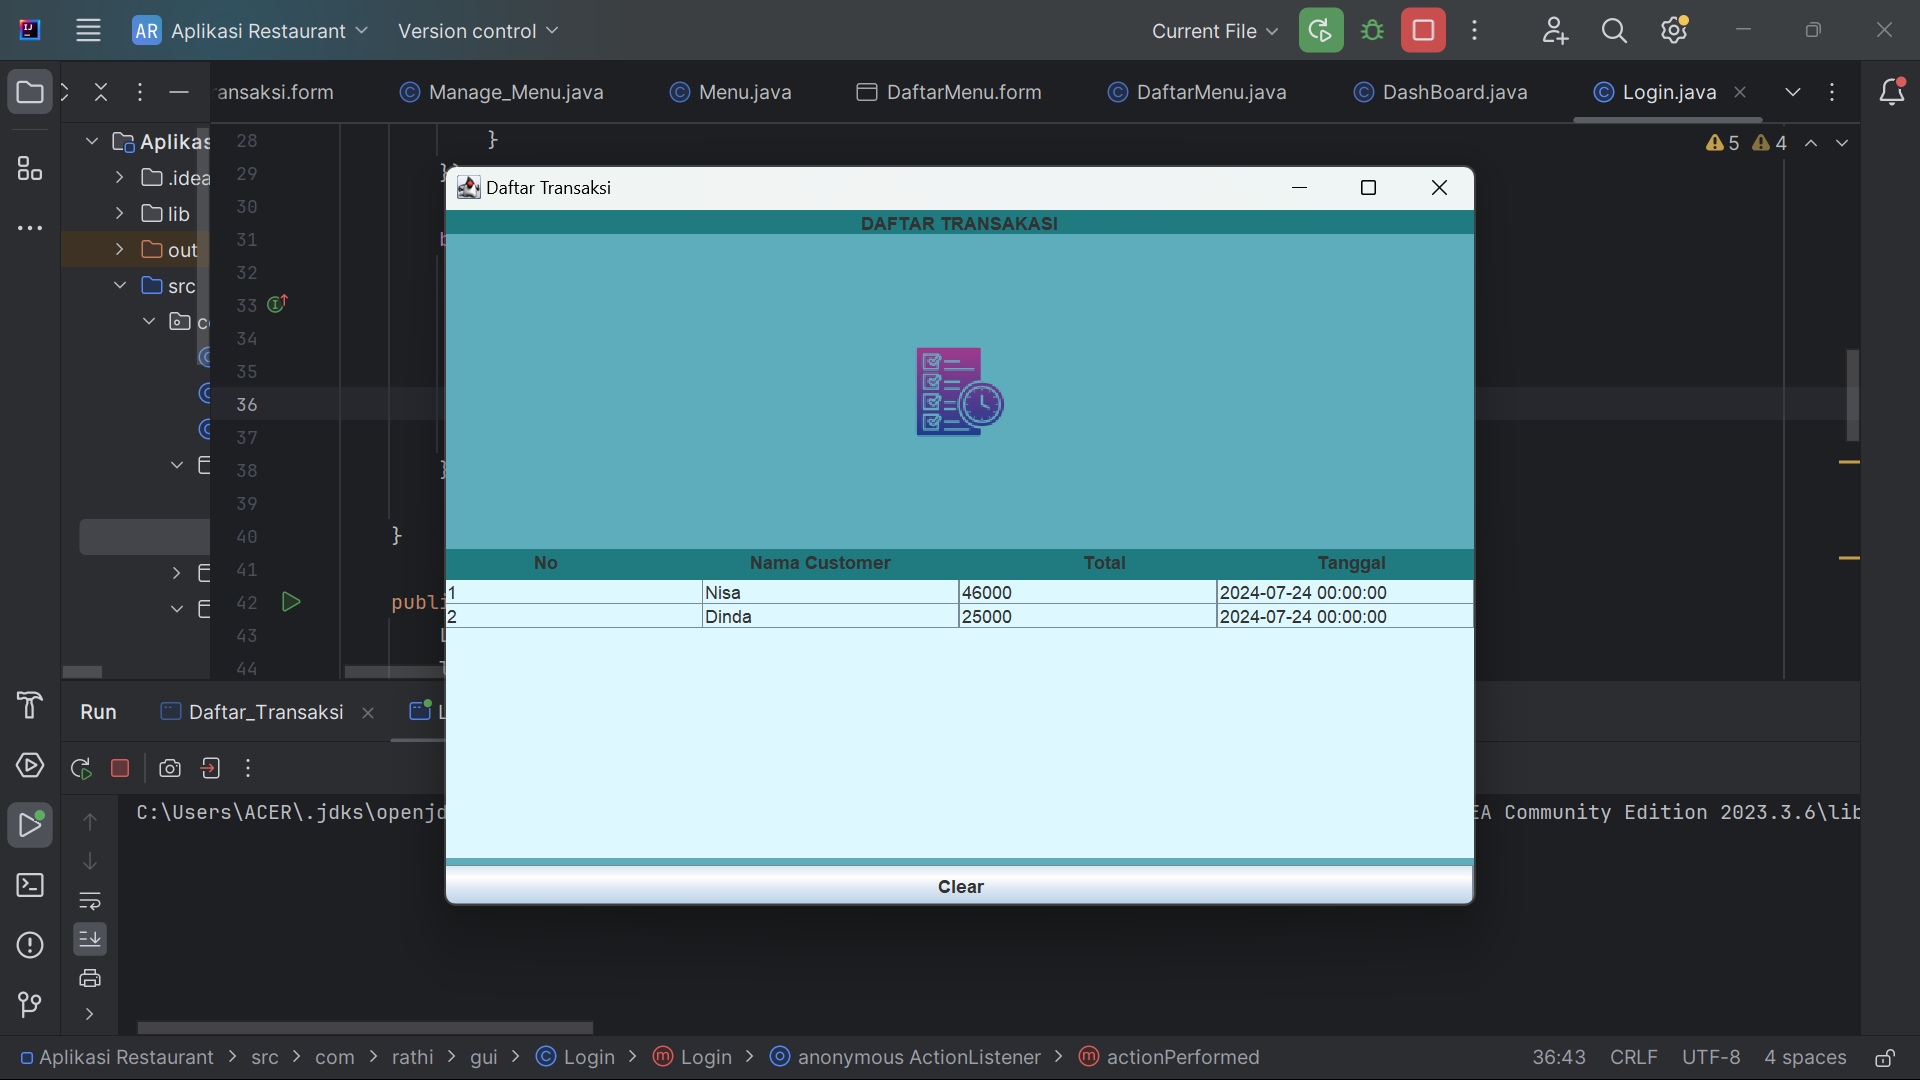 AR Aplikasi Restaurant Version control Current File
ansaksi.form Manage_Menu.java Menu.java DaftarMenu.form DaftarMenu.java DashBoard.java Login.java
Aplikas
.idea
lib
out
src
5 4
28 }
29 }
30
31
32
33
34
35
36
37
38 }
39
40 }
41
42 publi
43
44
Daftar Transaksi
DAFTAR TRANSAKASI
No Nama Customer Total Tanggal
1 Nisa 46000 2024-07-24 00:00:00
2 Dinda 25000 2024-07-24 00:00:00
Clear
Run Daftar_Transaksi L
C:\Users\ACER\.jdks\openjd
EA Community Edition 2023.3.6\lib
Aplikasi Restaurant > src > com > rathi > gui > Login > Login > anonymous ActionListener > actionPerformed
36:43 CRLF UTF-8 4 spaces